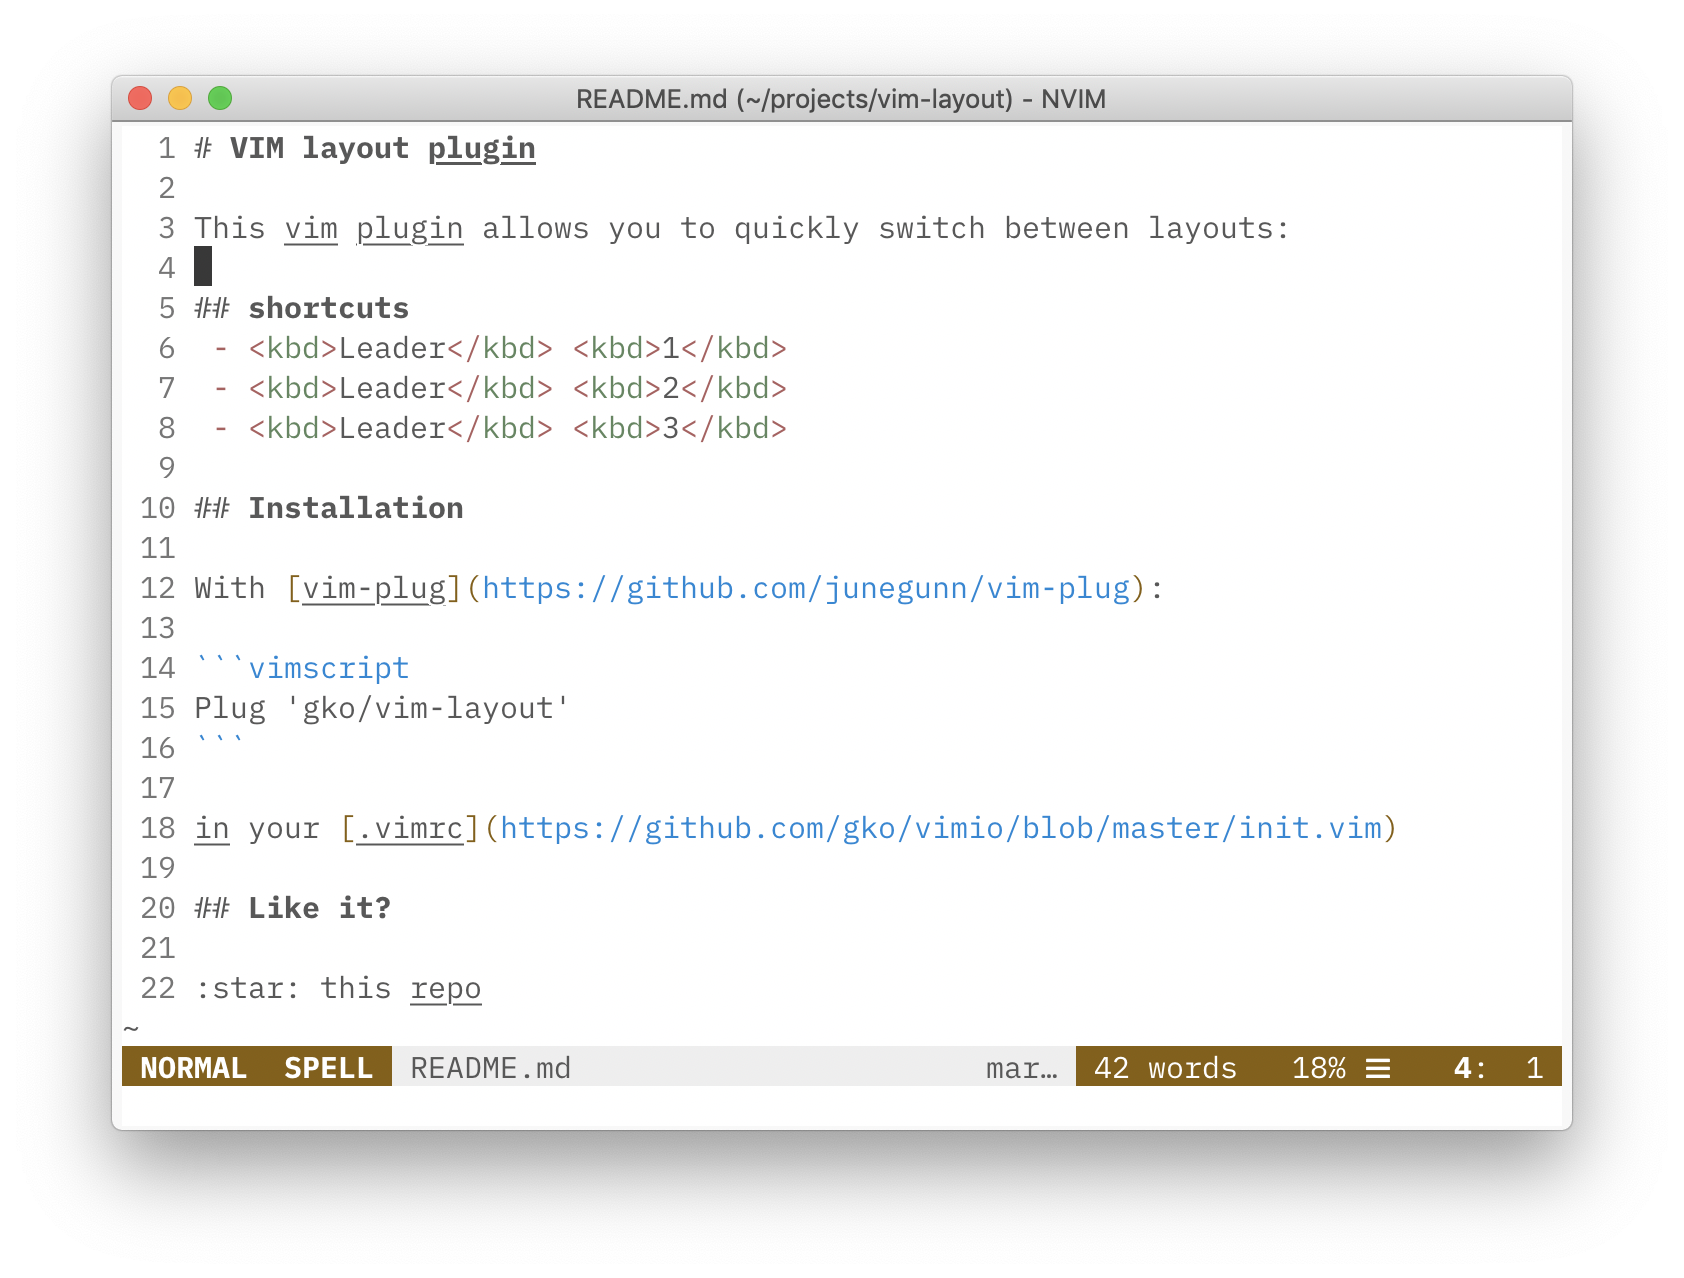 README.md (~/projects/vim-layout) - NVIM
1 # VIM layout plugin
2
3 This vim plugin allows you to quickly switch between layouts:
4
5 ## shortcuts
6  - <kbd>Leader</kbd> <kbd>1</kbd>
7  - <kbd>Leader</kbd> <kbd>2</kbd>
8  - <kbd>Leader</kbd> <kbd>3</kbd>
9
10 ## Installation
11
12 With [vim-plug](https://github.com/junegunn/vim-plug):
13
14 ```vimscript
15 Plug 'gko/vim-layout'
16 ```
17
18 in your [.vimrc](https://github.com/gko/vimio/blob/master/init.vim)
19
20 ## Like it?
21
22 :star: this repo
~
NORMAL SPELL README.md mar… 42 words 18% ☰ 4: 1